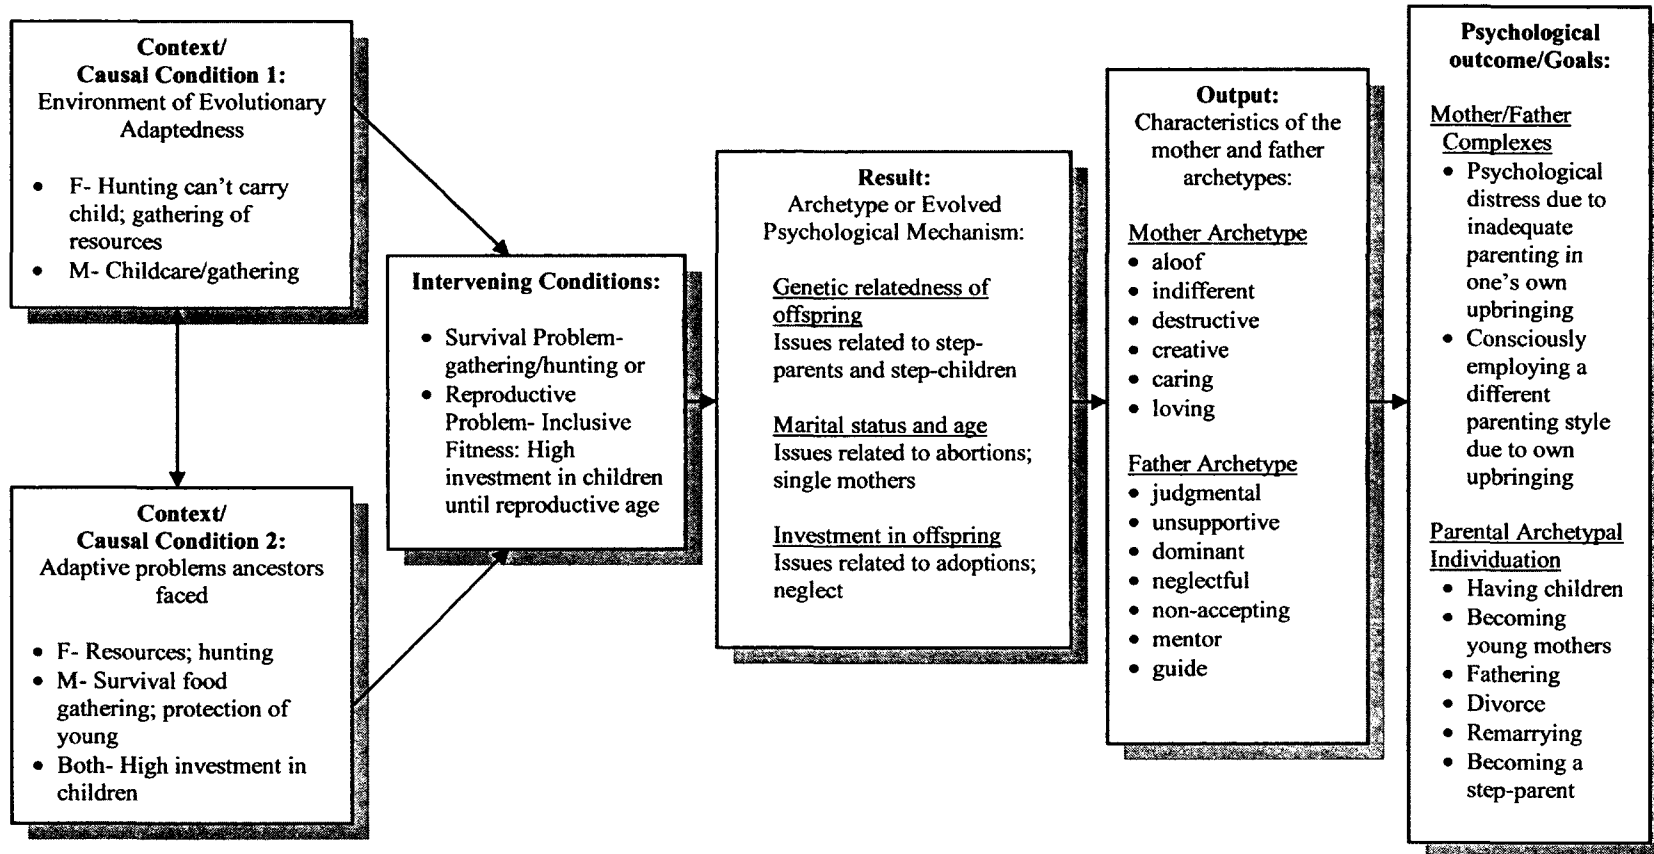 Context/
Causal Condition 1:
Environment of Evolutionary
Adaptedness
• F- Hunting can't carry
child; gathering of
resources
• M- Childcare/gathering
Context/
Causal Condition 2:
Adaptive problems ancestors
faced
• F- Resources; hunting
• M- Survival food
gathering; protection of
young
• Both- High investment in
children
Intervening Conditions:
• Survival Problem-
gathering/hunting or
• Reproductive
Problem- Inclusive
Fitness: High
investment in children
until reproductive age
Result:
Archetype or Evolved
Psychological Mechanism:
Genetic relatedness of
offspring
Issues related to step-
parents and step-children
Marital status and age
Issues related to abortions;
single mothers
Investment in offspring
Issues related to adoptions;
neglect
Output:
Characteristics of the
mother and father
archetypes:
Mother Archetype
• aloof
• indifferent
• destructive
• creative
• caring
• loving
Father Archetype
• judgmental
• unsupportive
• dominant
• neglectful
• non-accepting
• mentor
• guide
Psychological
outcome/Goals:
Mother/Father
Complexes
• Psychological
distress due to
inadequate
parenting in
one's own
upbringing
• Consciously
employing a
different
parenting style
due to own
upbringing
Parental Archetypal
Individuation
• Having children
• Becoming
young mothers
• Fathering
• Divorce
• Remarrying
• Becoming a
step-parent